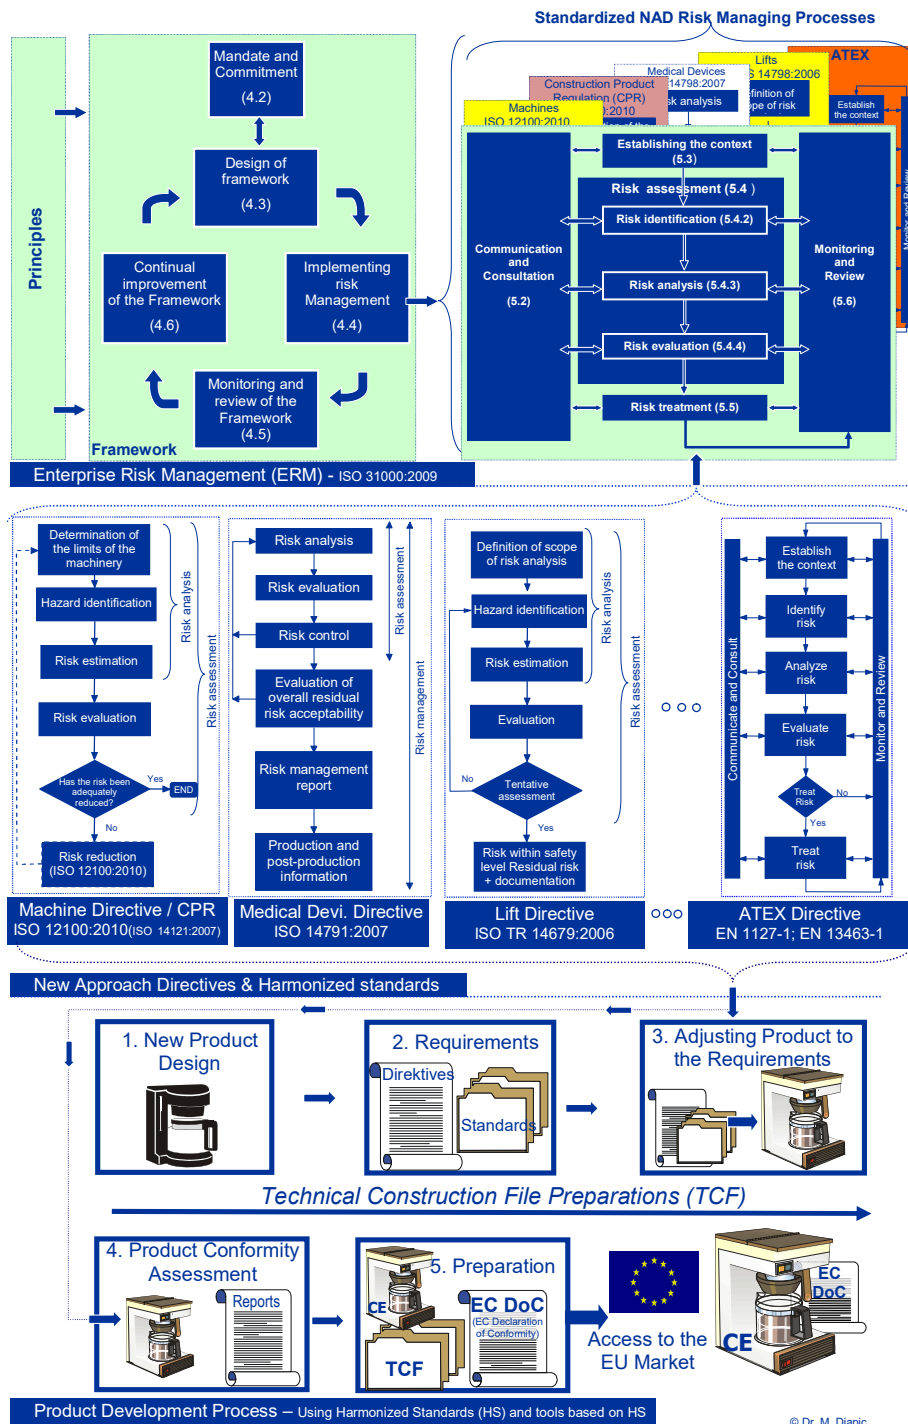 Standardized NAD Risk Managing Processes
Principles
Mandate and
Commitment
(4.2)
Design of
framework
(4.3)
Continual
improvement
of the Framework
(4.6)
Implementing
risk
Management
(4.4)
Monitoring and
review of the
Framework
(4.5)
Framework
Enterprise Risk Management (ERM) - ISO 31000:2009
ATEX
Lifts
14798:2006
Medical Devices
14798:2007
Construction Product
Regulation (CPR)
:2010
Machines
ISO 12100:2010
risk analysis
Definition of
scope of risk
Establish
the context
Monitor and Review
Establishing the context
(5.3)
Risk assessment (5.4 )
Risk identification (5.4.2)
Communication
and
Consultation
(5.2)
Monitoring
and
Review
(5.6)
Risk analysis (5.4.3)
Risk evaluation (5.4.4)
Risk treatment (5.5)
Determination of
the limits of the
machinery
Hazard identification
Risk estimation
Risk evaluation
Has the risk been
adequately
reduced?
Yes
END
No
Risk reduction
(ISO 12100:2010)
Risk analysis
Risk assessment
Machine Directive / CPR
ISO 12100:2010(ISO 14121:2007)
Risk analysis
Risk evaluation
Risk control
Evaluation of
overall residual
risk acceptability
Risk management
report
Production and
post-production
information
Risk assessment
Risk management
Medical Devi. Directive
ISO 14791:2007
Definition of scope
of risk analysis
Hazard identification
Risk estimation
Evaluation
No
Tentative
assessment
Yes
Risk within safety
level Residual risk
+ documentation
Risk analysis
Risk assessment
Lift Directive
ISO TR 14679:2006
Communicate and Consult
Establish
the context
Identify
risk
Analyze
risk
Evaluate
risk
Treat
Risk
No
Yes
Treat
risk
Monitor and Review
ATEX Directive
EN 1127-1; EN 13463-1
New Approach Directives & Harmonized standards
1. New Product
Design
2. Requirements
Direktives
Standards
3. Adjusting Product to
the Requirements
Technical Construction File Preparations (TCF)
4. Product Conformity
Assessment
Reports
5. Preparation
CE
EC DoC
(EC Declaration
of Conformity)
TCF
Access to the
EU Market
EC
DoC
CE
Product Development Process – Using Harmonized Standards (HS) and tools based on HS
© Dr. M. Djapic